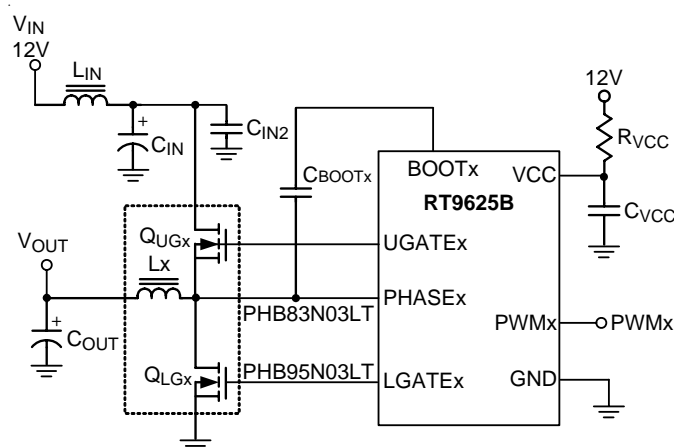 VIN
12V
LIN
CIN
CIN2
CBOOTx
BOOTx
RT9625B
VCC
12V
RVCC
CVCC
VOUT
QUGx
Lx
UGATEx
PHASEx
PHB83N03LT
COUT
QLGx
PHB95N03LT
LGATEx
PWMx
PWMx
GND
+
+